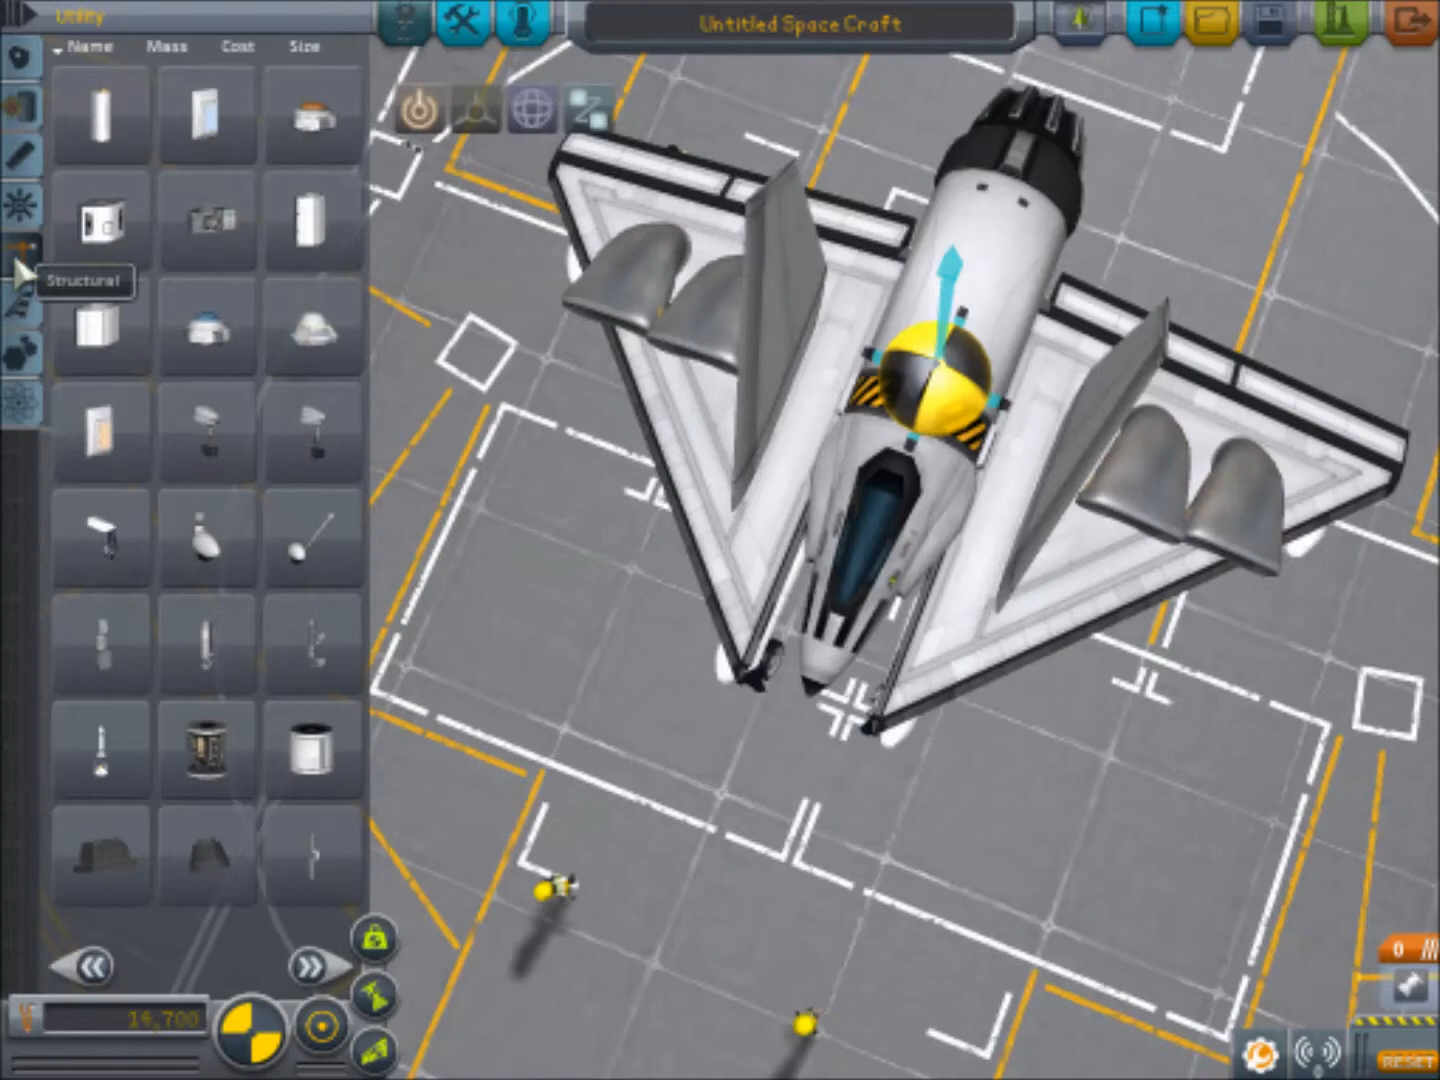 Utility
Untitled Space Craft
Name Mass Cost Size
Structural
14,700
0
RESET